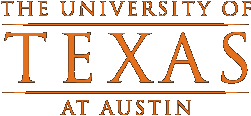 THE UNIVERSITY OF
TEXAS
AT AUSTIN